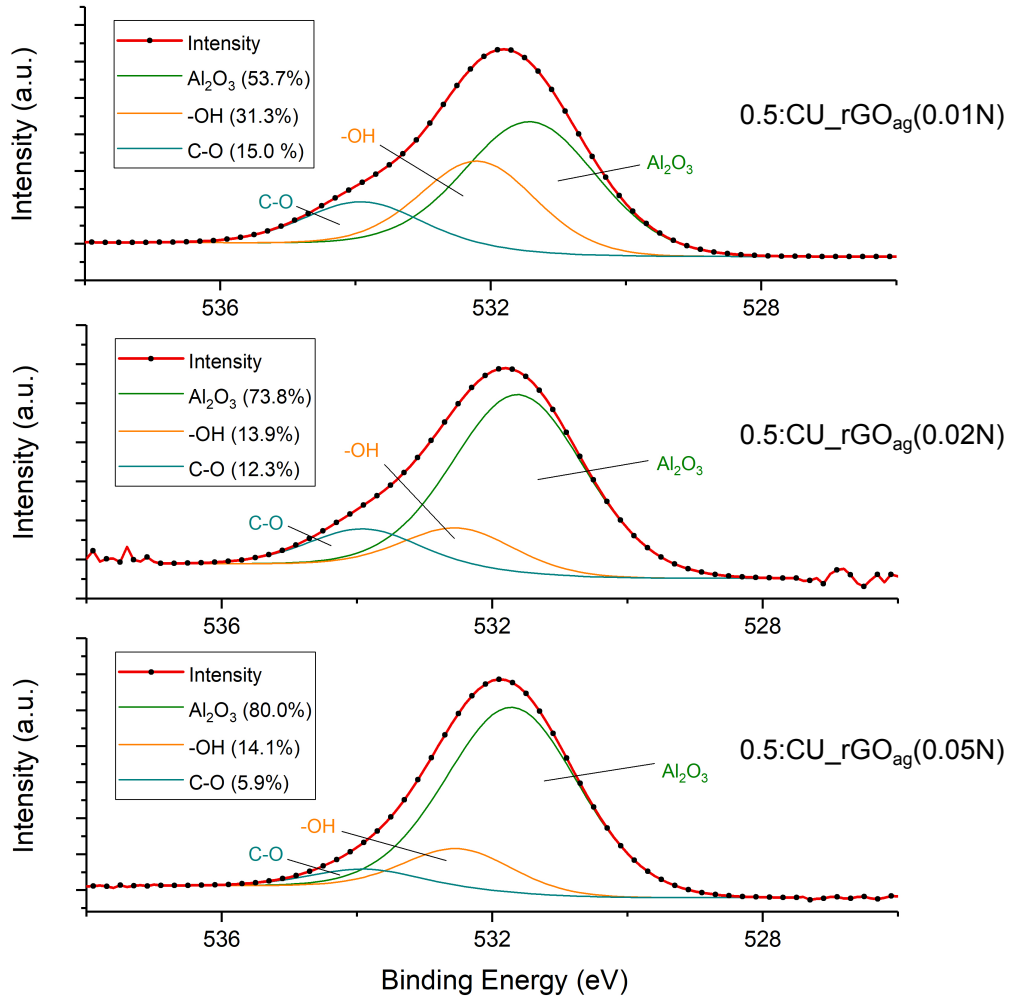 Intensity (a.u.)
Intensity
Al₂O₃ (53.7%)
-OH (31.3%)
C-O (15.0 %)
-OH
C-O
Al₂O₃
0.5:CU_rGOₐg(0.01N)
536
532
528
Intensity (a.u.)
Intensity
Al₂O₃ (73.8%)
-OH (13.9%)
C-O (12.3%)
-OH
C-O
Al₂O₃
0.5:CU_rGOₐg(0.02N)
536
532
528
Intensity (a.u.)
Intensity
Al₂O₃ (80.0%)
-OH (14.1%)
C-O (5.9%)
-OH
C-O
Al₂O₃
0.5:CU_rGOₐg(0.05N)
536
532
528
Binding Energy (eV)